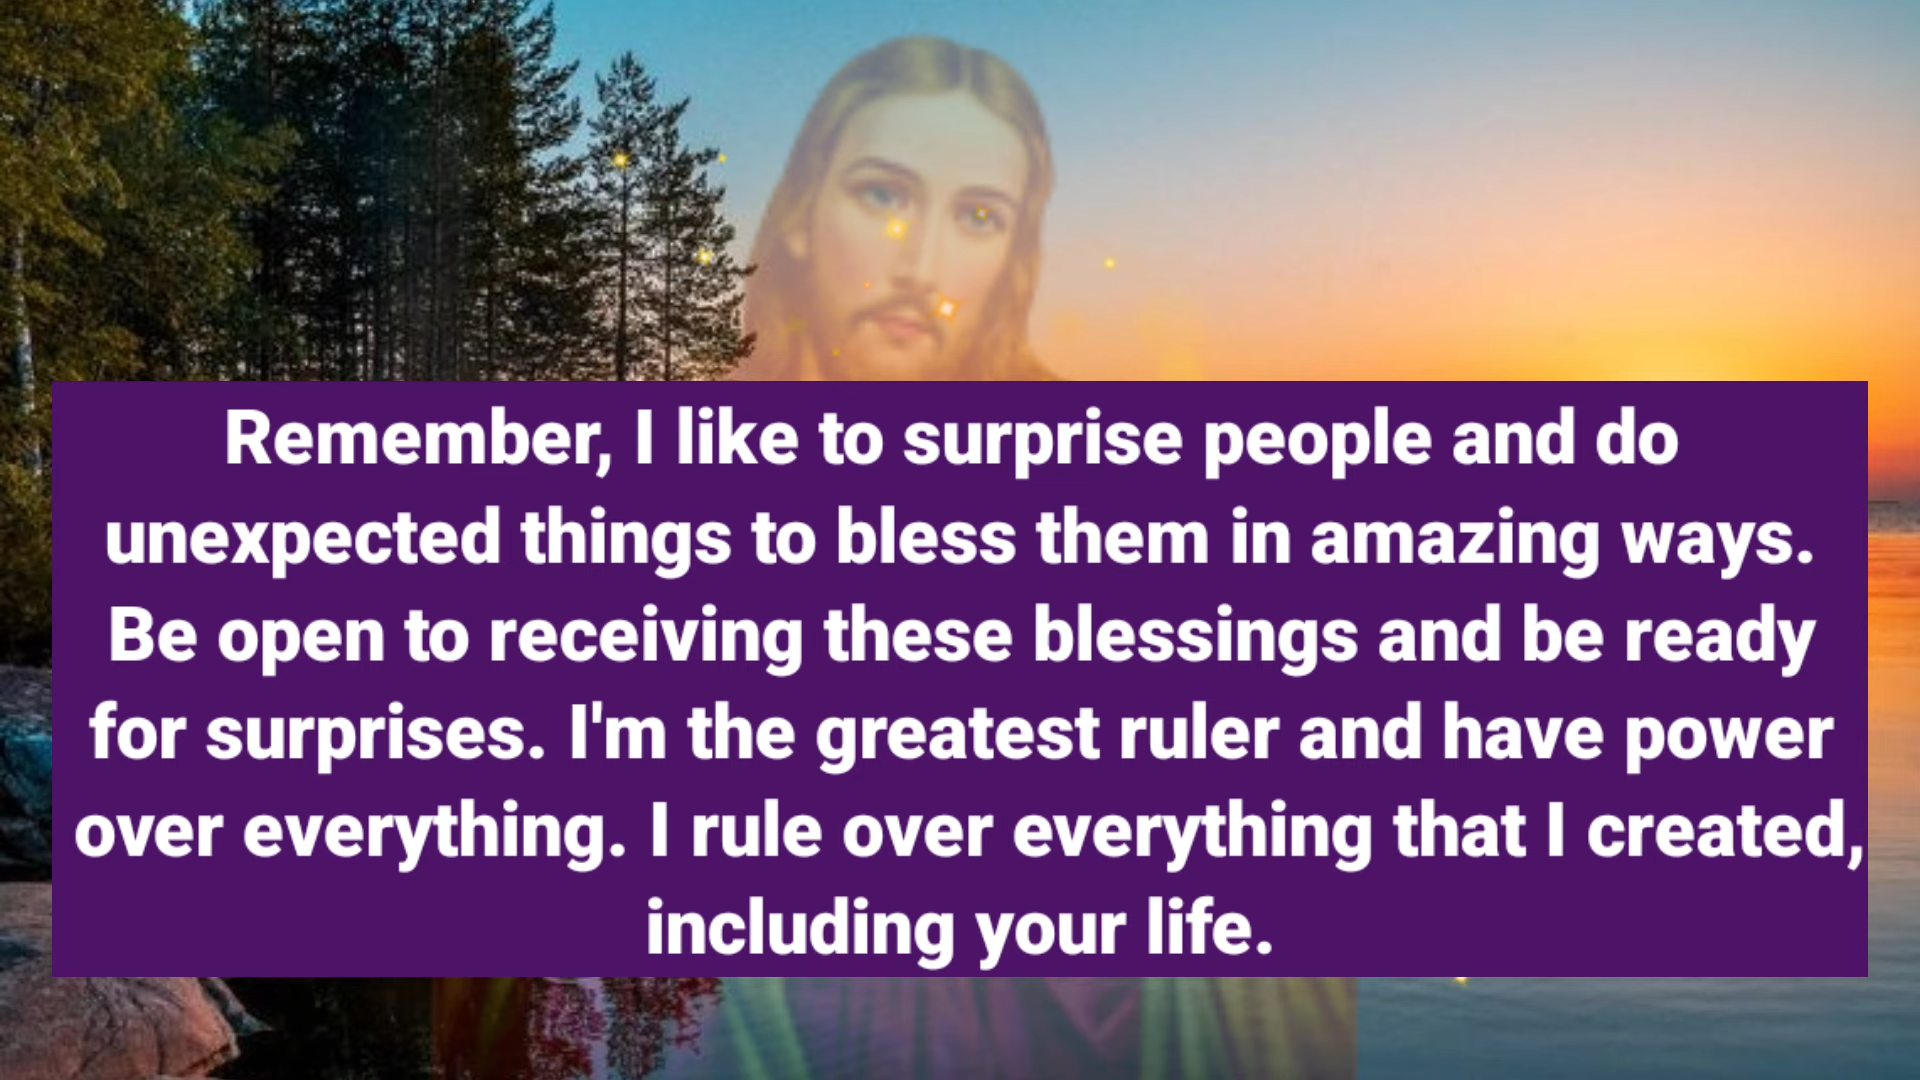 Remember, I like to surprise people and do
unexpected things to bless them in amazing ways.
Be open to receiving these blessings and be ready
for surprises. I'm the greatest ruler and have power
over everything. I rule over everything that I created,
including your life.